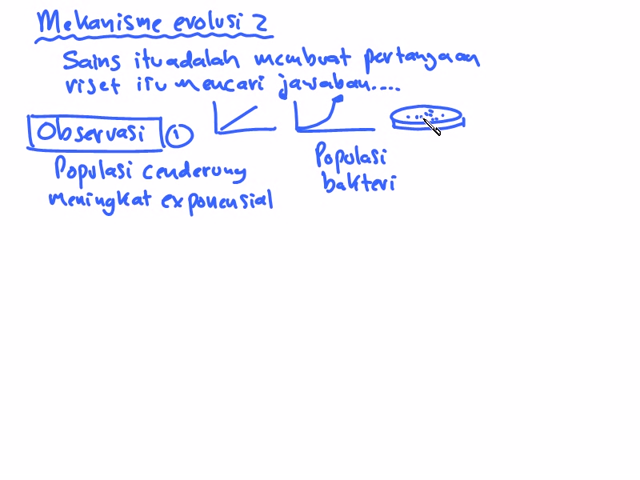 Mekanisme evolusi 2
Sains itu adalah membuat pertanyaan
riset itu mencari jawaban....
Observasi 1
Populasi cenderung
meningkat exponensial
Populasi
bakteri